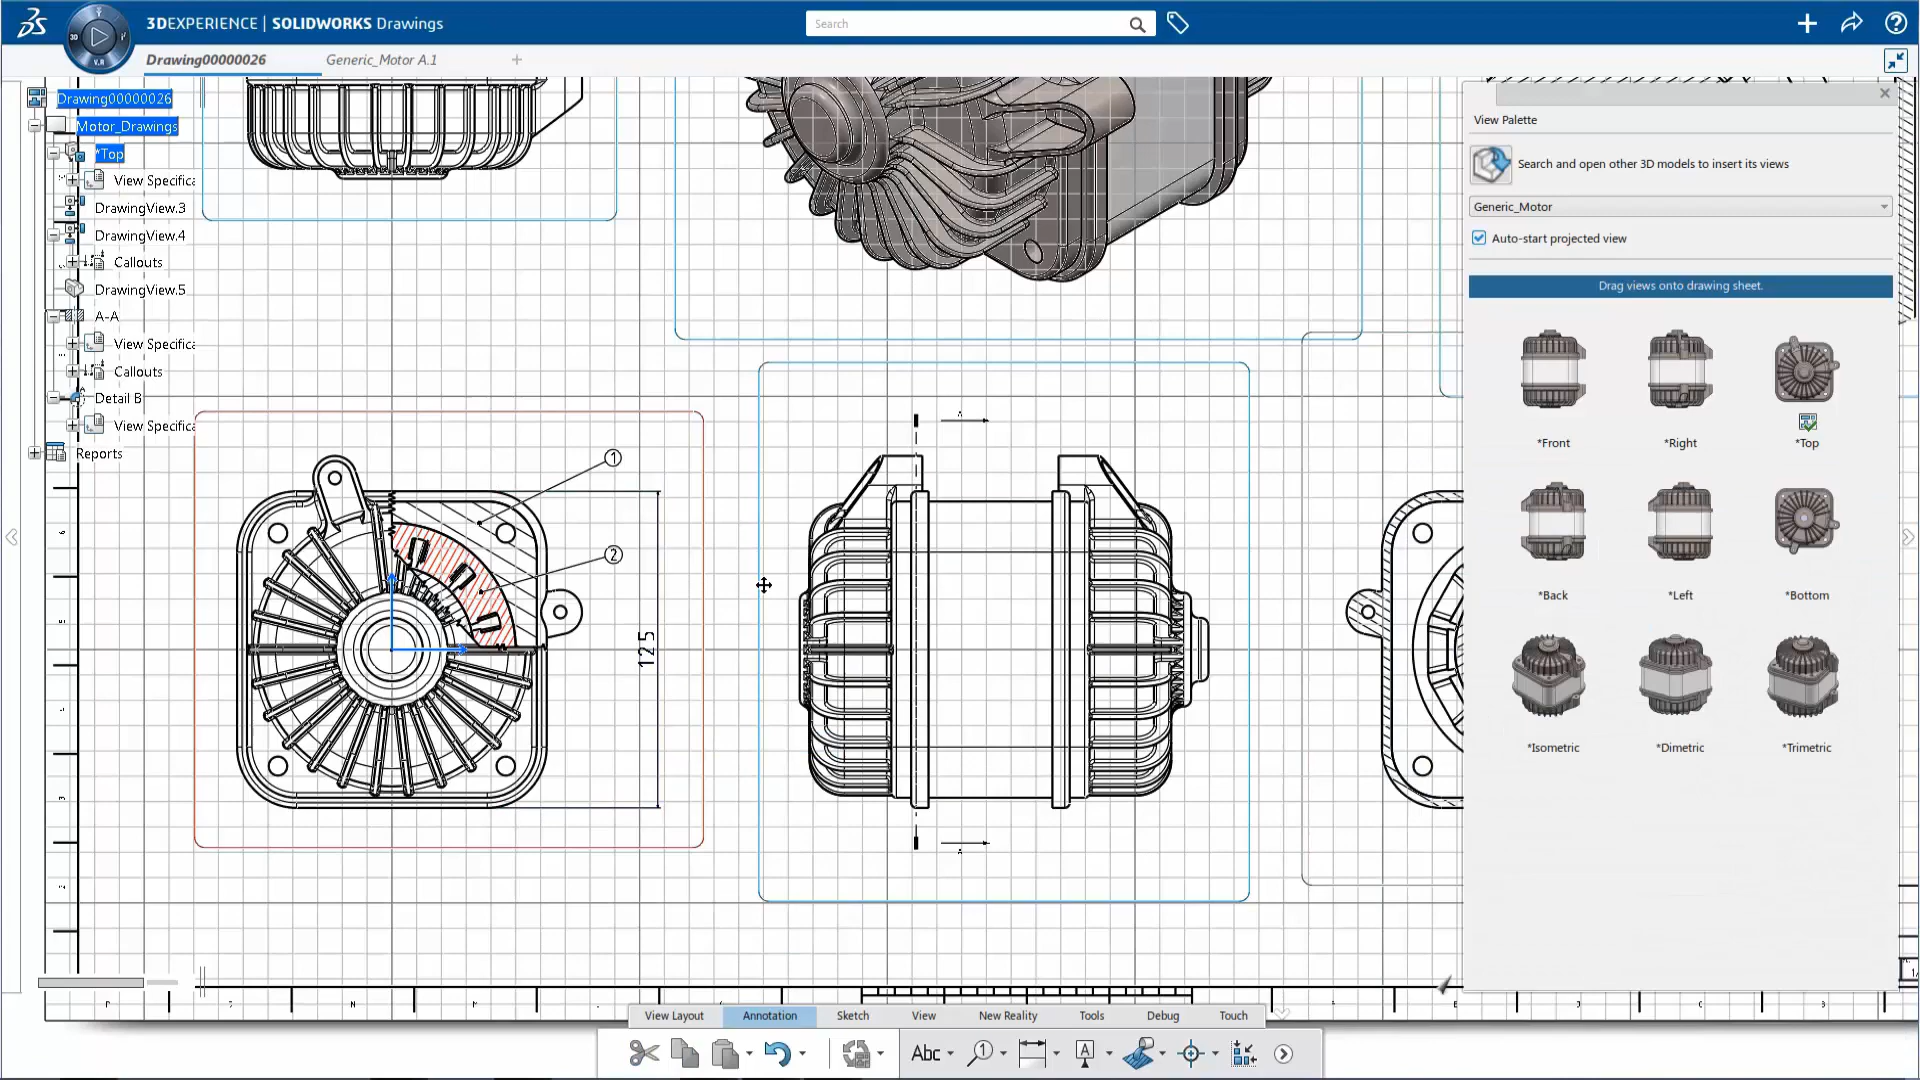 3DEXPERIENCE | SOLIDWORKS Drawings
Search
3D
V.R
Drawing00000026
Generic_Motor A.1
+
Drawing00000026
Motor_Drawings
*Top
View Specifica
DrawingView.3
DrawingView.4
Callouts
DrawingView.5
A-A
View Specifica
Callouts
Detail B
View Specifica
Reports
1
2
125
A
A
View Palette
Search and open other 3D models to insert its views
Generic_Motor
Auto-start projected view
Drag views onto drawing sheet.
*Front
*Right
*Top
*Back
*Left
*Bottom
*Isometric
*Dimetric
*Trimetric
View Layout
Annotation
Sketch
View
New Reality
Tools
Debug
Touch
Abc
1
A